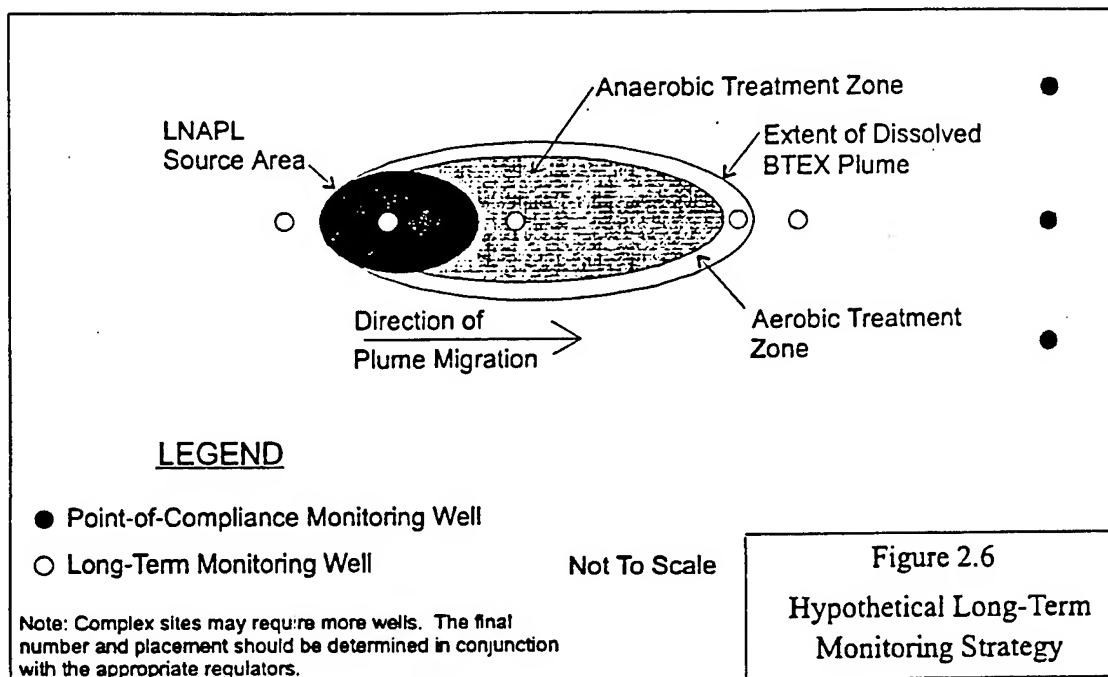 Anaerobic Treatment Zone
LNAPL
Source Area
Extent of Dissolved
BTEX Plume
Direction of
Plume Migration
Aerobic Treatment
Zone
LEGEND
Point-of-Compliance Monitoring Well
Long-Term Monitoring Well
Not To Scale
Note: Complex sites may require more wells. The final
number and placement should be determined in conjunction
with the appropriate regulators.
Figure 2.6
Hypothetical Long-Term
Monitoring Strategy